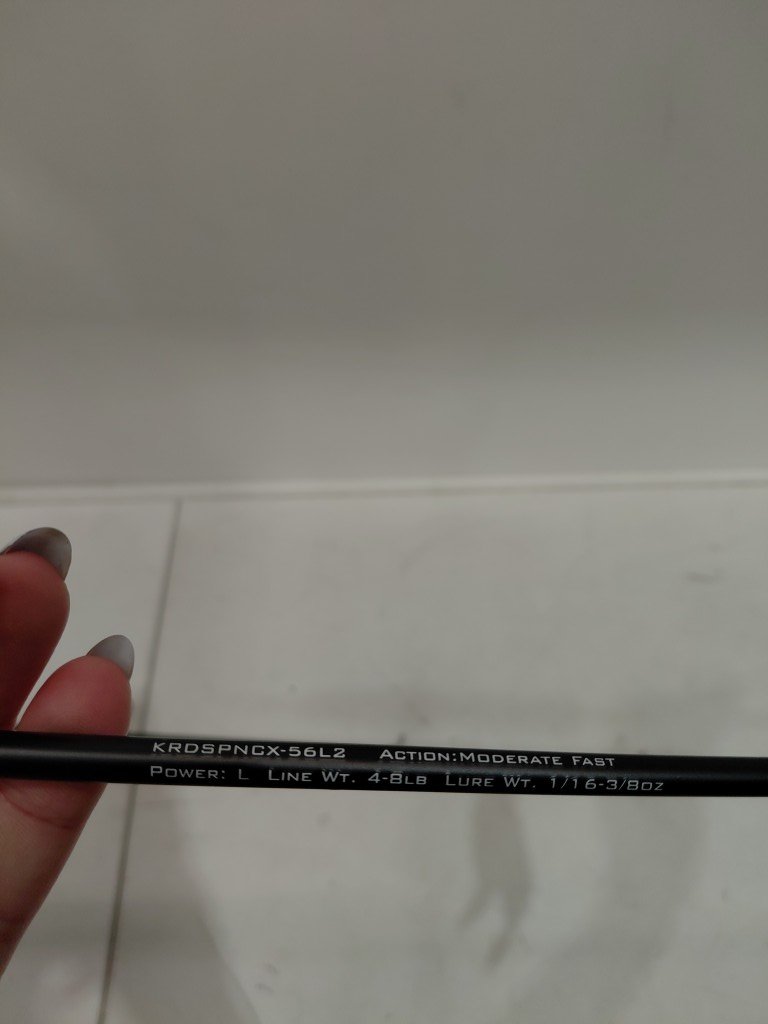 KRDSPNCX-56L2 ACTION:MODERATE FAST
POWER: L LINE WT. 4-8LB LURE WT. 1/16-3/8OZ